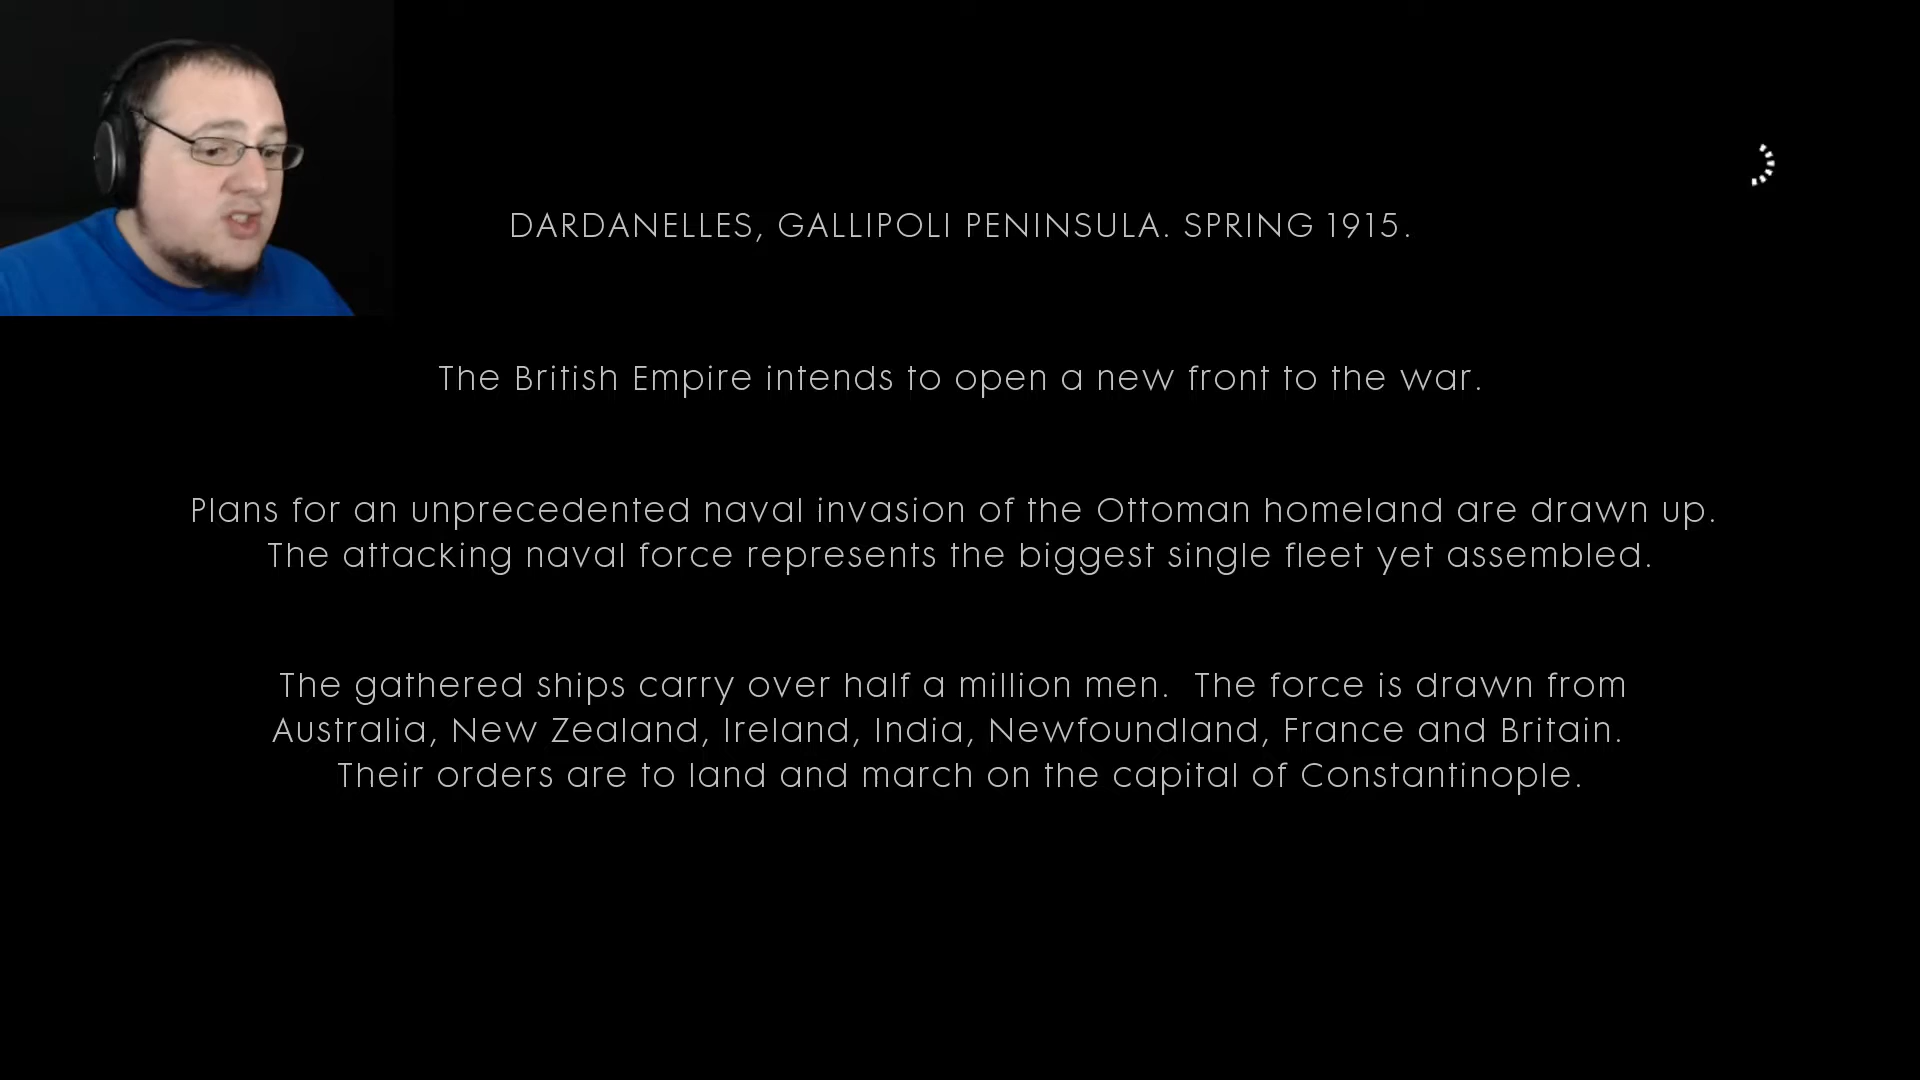 DARDANELLES, GALLIPOLI PENINSULA. SPRING 1915.
The British Empire intends to open a new front to the war.
Plans for an unprecedented naval invasion of the Ottoman homeland are drawn up.
The attacking naval force represents the biggest single fleet yet assembled.
The gathered ships carry over half a million men.  The force is drawn from
Australia, New Zealand, Ireland, India, Newfoundland, France and Britain.
Their orders are to land and march on the capital of Constantinople.